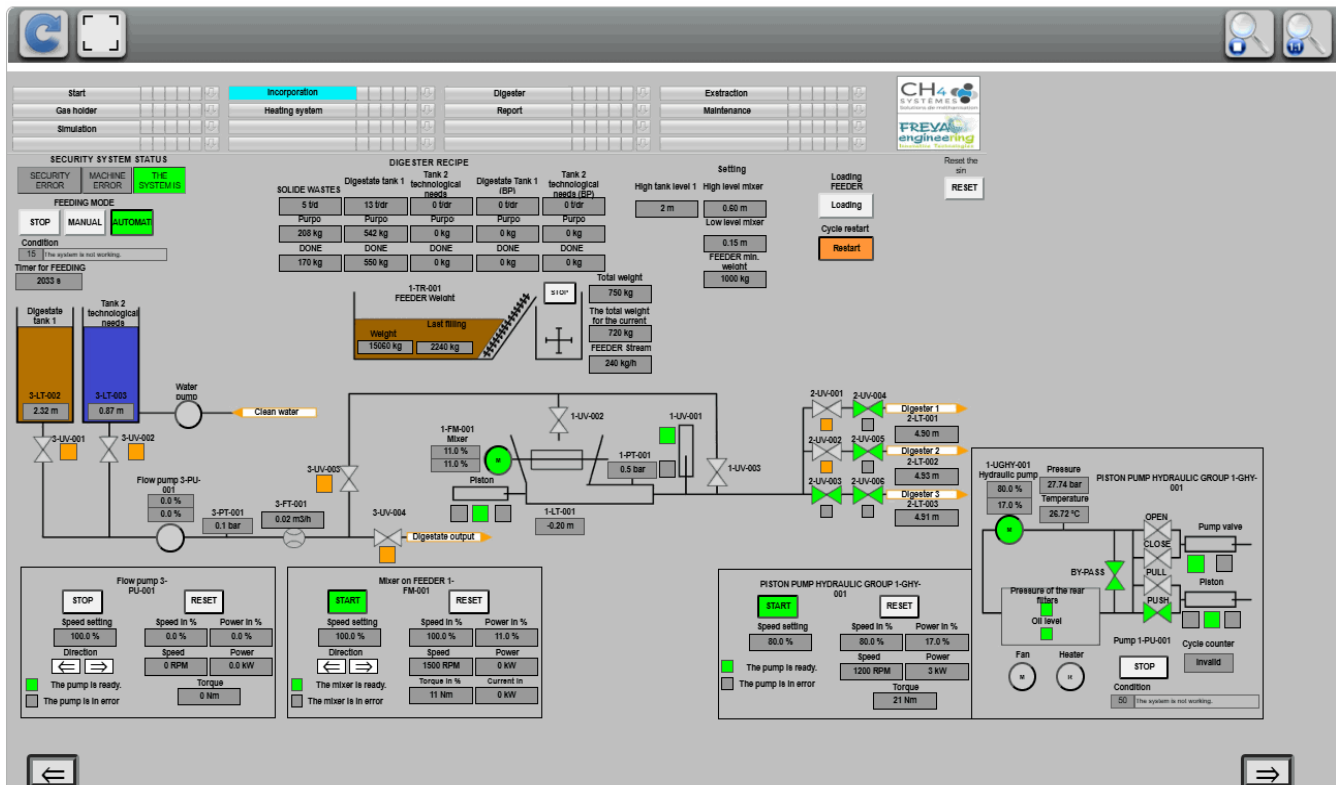 Start
Incorporation
Digester
Exstraction
Gas holder
Heating system
Report
Maintenance
Simulation
CH4
SYSTÈMES
Solutions de méthanisation
FREVA
engineering
Innovative Technologies
SECURITY SYSTEM STATUS
SECURITY ERROR
MACHINE ERROR
THE SYSTEM IS
FEEDING MODE
STOP
MANUAL
AUTOMATI
Condition
15 The system is not working.
Timer for FEEDING
2033 s
DIGESTER RECIPE
SOLIDE WASTES
Digestate tank 1
Tank 2 technological needs
Digestate Tank 1 (BP)
Tank 2 technological needs (BP)
5 t/d
13 t/dr
0 t/dr
0 t/dr
0 t/dr
Purpo
Purpo
Purpo
Purpo
Purpo
208 kg
542 kg
0 kg
0 kg
0 kg
DONE
DONE
DONE
DONE
DONE
170 kg
550 kg
0 kg
0 kg
0 kg
Setting
High tank level 1
High level mixer
2 m
0.60 m
Low level mixer
0.15 m
FEEDER min. weight
1000 kg
Loading FEEDER
Loading
Cycle restart
Restart
Reset the sin
RESET
1-TR-001
FEEDER Weight
Weight
Last filling
15060 kg
2240 kg
STOP
Total weight
750 kg
The total weight for the current
720 kg
FEEDER Stream
240 kg/h
Digestate tank 1
Tank 2 technological needs
3-LT-002
2.32 m
3-LT-003
0.87 m
Water pump
Clean water
3-UV-001
3-UV-002
Flow pump 3-PU-001
0.0 %
0.0 %
3-PT-001
0.1 bar
3-FT-001
0.02 m3/h
3-UV-003
3-UV-004
Digestate output
1-UV-002
1-FM-001
Mixer
11.0 %
11.0 %
M
Piston
1-PT-001
0.5 bar
1-LT-001
-0.20 m
1-UV-001
1-UV-003
2-UV-001
2-UV-004
Digester 1
2-LT-001
4.90 m
2-UV-002
2-UV-005
Digester 2
2-LT-002
4.93 m
2-UV-003
2-UV-006
Digester 3
2-LT-003
4.91 m
1-UGHY-001
Hydraulic pump
80.0 %
17.0 %
M
Pressure
27.74 bar
Temperature
26.72 °C
PISTON PUMP HYDRAULIC GROUP 1-GHY-001
OPEN
CLOSE
PULL
PUSH
Pump valve
BY-PASS
Piston
Pressure of the rear filters
Oil level
Fan
M
Heater
H
Pump 1-PU-001
STOP
Cycle counter
Invalid
Condition
50 The system is not working.
Flow pump 3-PU-001
STOP
RESET
Speed setting
Speed in %
Power in %
100.0 %
0.0 %
0.0 %
Direction
Speed
Power
0 RPM
0.0 kW
The pump is ready.
Torque
The pump is in error
0 Nm
Mixer on FEEDER 1-FM-001
START
RESET
Speed setting
Speed in %
Power in %
100.0 %
100.0 %
11.0 %
Direction
Speed
Power
1500 RPM
0 kW
The mixer is ready.
Torque in %
Current in
The mixer is in error
11 Nm
0 kW
PISTON PUMP HYDRAULIC GROUP 1-GHY-001
START
RESET
Speed setting
Speed in %
Power in %
80.0 %
80.0 %
17.0 %
Speed
Power
The pump is ready.
1200 RPM
3 kW
The pump is in error
Torque
21 Nm